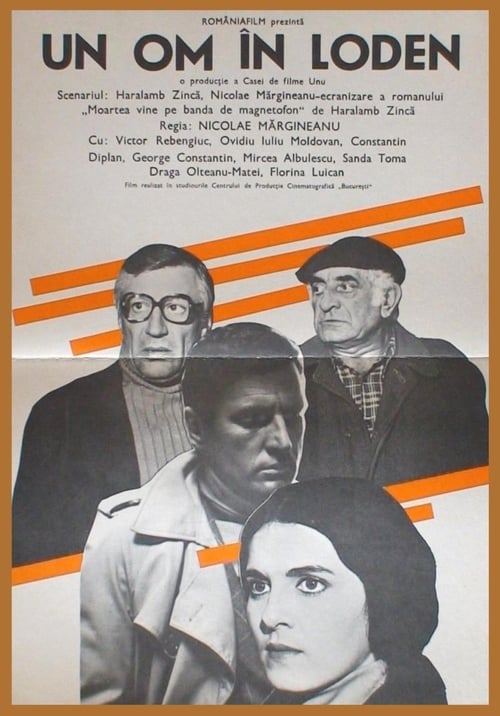 ROMÂNIAFILM prezintă
UN OM ÎN LODEN
o producţie a Casei de filme Unu
Scenariul: Haralamb Zincă, Nicolae Mărgineanu-ecranizare a romanului
„Moartea vine pe banda de magnetofon“ de Haralamb Zincă
Regia: NICOLAE MĂRGINEANU
Cu: Victor Rebengiuc, Ovidiu Iuliu Moldovan, Constantin
Diplan, George Constantin, Mircea Albulescu, Sanda Toma
Draga Olteanu-Matei, Florina Luican
Film realizat în studiourile Centrului de Producţie Cinematografică „Bucureşti“